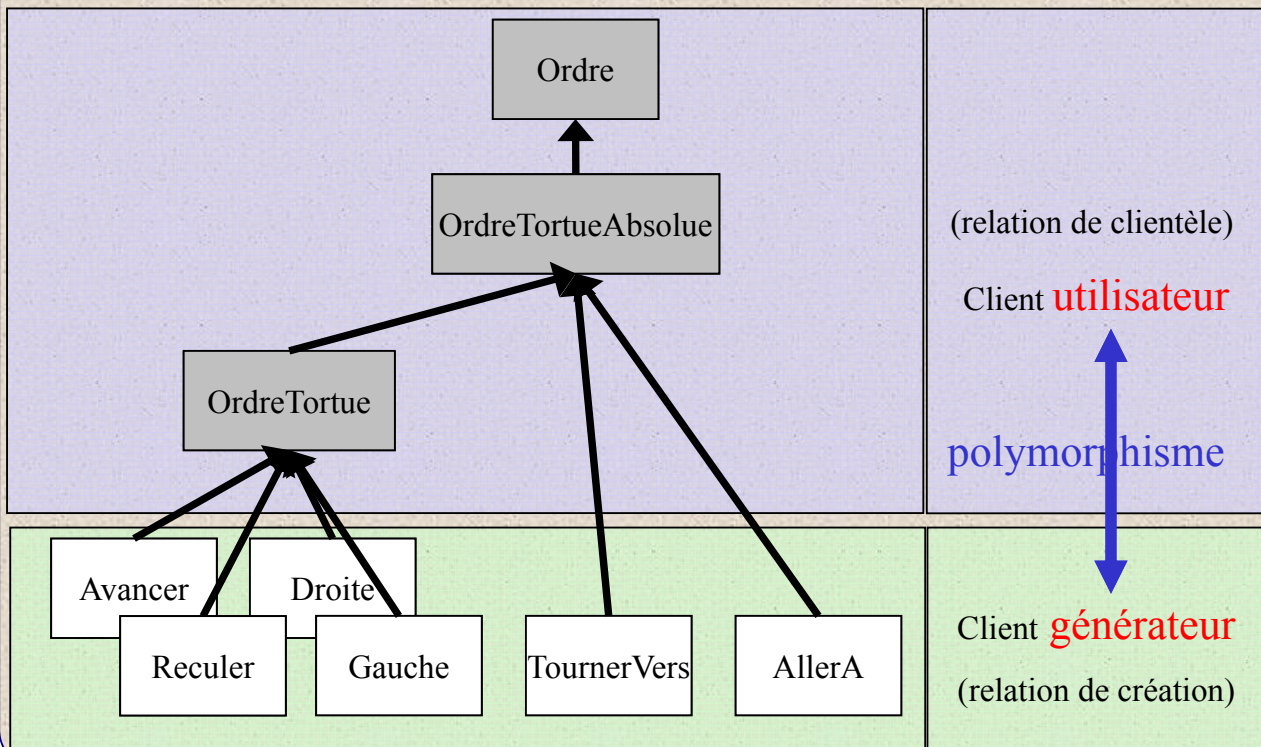 Ordre
OrdreTortueAbsolue
(relation de clientèle)
Client utilisateur
OrdreTortue
polymorphisme
Avancer
Droite
Reculer
Gauche
TournerVers
AllerA
Client générateur
(relation de création)